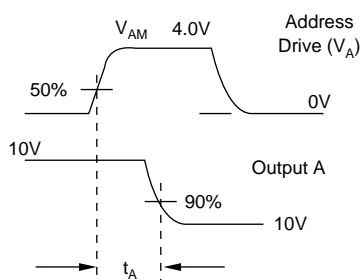 V_AM 4.0V
Address
Drive (V_A)
50%
0V
10V
Output A
90%
10V
t_A